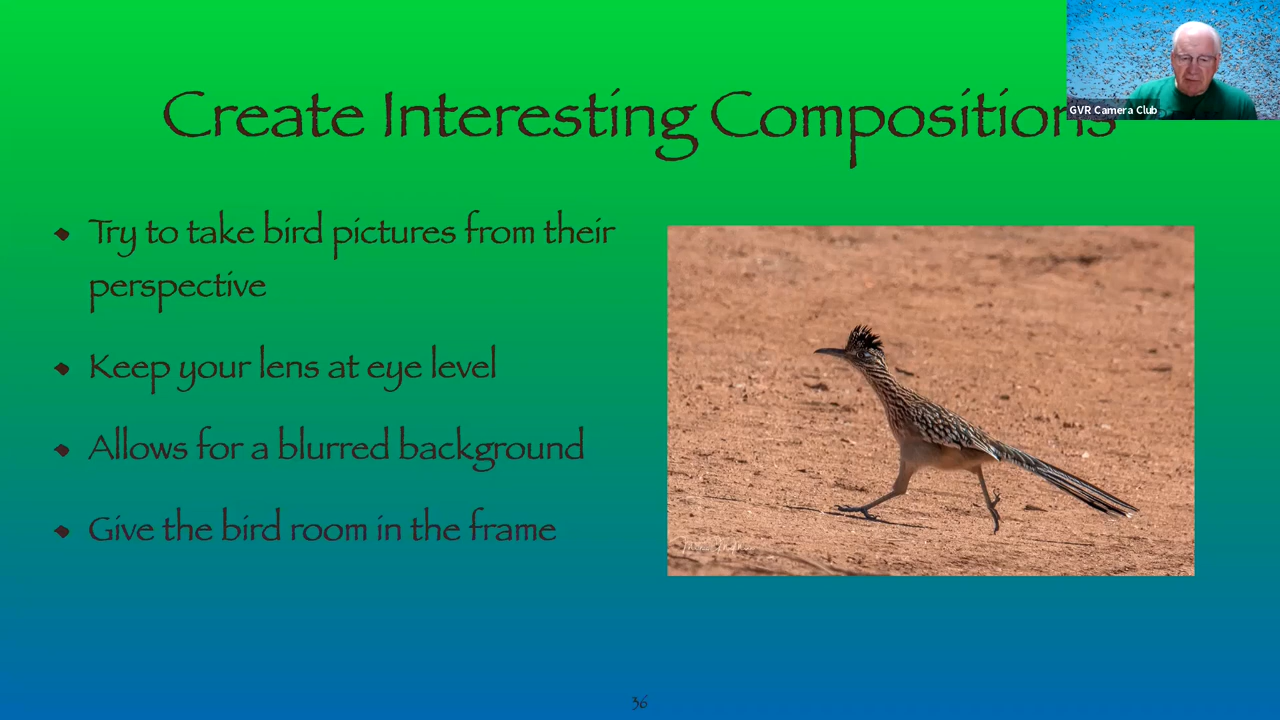 GVR Camera Club
Create Interesting Compositions
Try to take bird pictures from their
perspective
Keep your lens at eye level
Allows for a blurred background
Give the bird room in the frame
36